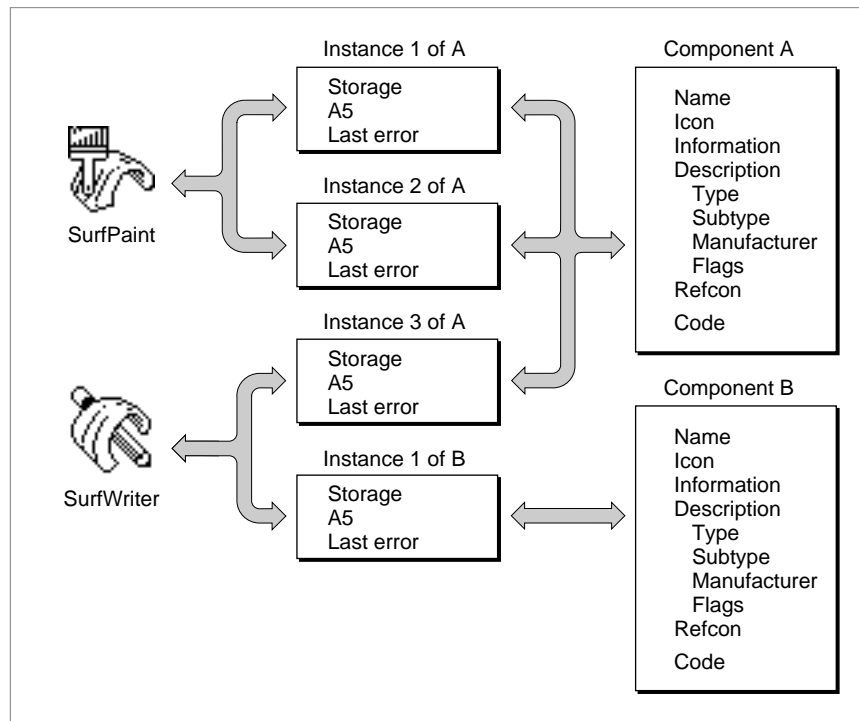 Instance 1 of A
Storage
A5
Last error
Instance 2 of A
Storage
A5
Last error
SurfPaint
Instance 3 of A
Storage
A5
Last error
Instance 1 of B
Storage
A5
Last error
SurfWriter
Component A
Name
Icon
Information
Description
Type
Subtype
Manufacturer
Flags
Refcon
Code
Component B
Name
Icon
Information
Description
Type
Subtype
Manufacturer
Flags
Refcon
Code